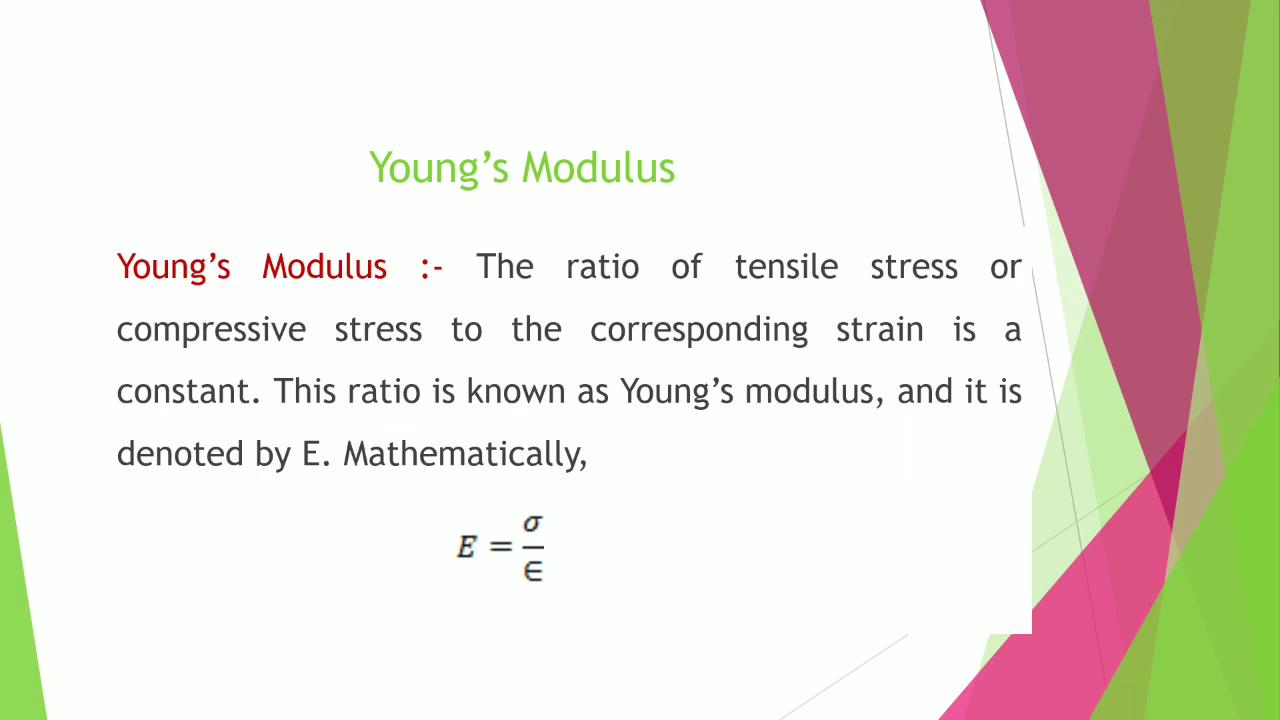 Young’s Modulus
Young’s Modulus :- The ratio of tensile stress or
compressive stress to the corresponding strain is a
constant. This ratio is known as Young’s modulus, and it is
denoted by E. Mathematically,
E = σ/∈